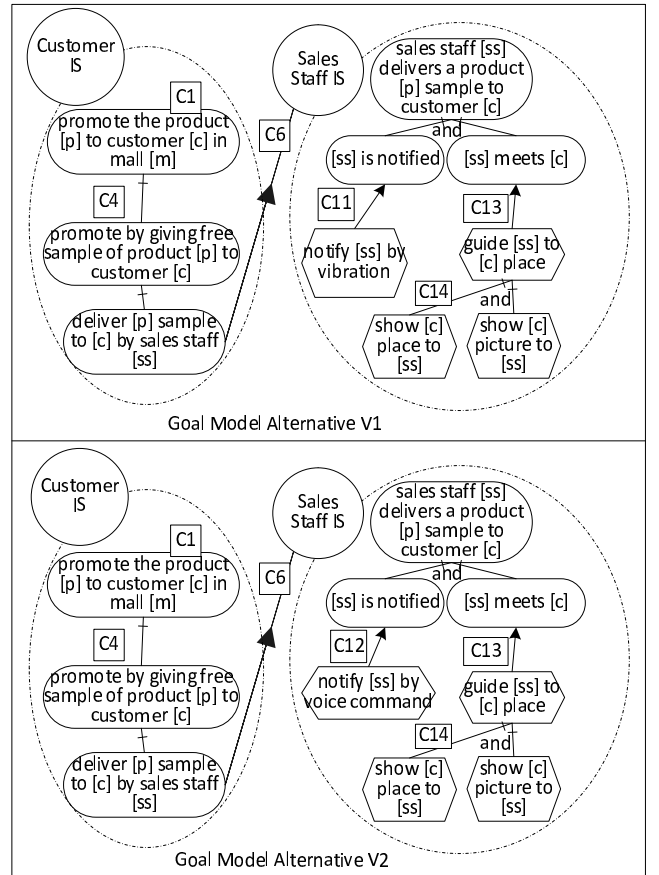 Customer
IS
C1
promote the product
[p] to customer [c] in
mall [m]
C4
promote by giving free
sample of product [p] to
customer [c]
deliver [p] sample
to [c] by sales staff
[ss]
C6
Sales
Staff IS
sales staff [ss]
delivers a product
[p] sample to
customer [c]
and
[ss] is notified
[ss] meets [c]
C11
C13
notify [ss] by
vibration
guide [ss] to
[c] place
C14
and
show [c]
place to
[ss]
show [c]
picture to
[ss]
Goal Model Alternative V1
Customer
IS
C1
promote the product
[p] to customer [c] in
mall [m]
C4
promote by giving free
sample of product [p] to
customer [c]
deliver [p] sample
to [c] by sales staff
[ss]
C6
Sales
Staff IS
sales staff [ss]
delivers a product
[p] sample to
customer [c]
and
[ss] is notified
[ss] meets [c]
C12
C13
notify [ss] by
voice command
guide [ss] to
[c] place
C14
and
show [c]
place to
[ss]
show [c]
picture to
[ss]
Goal Model Alternative V2